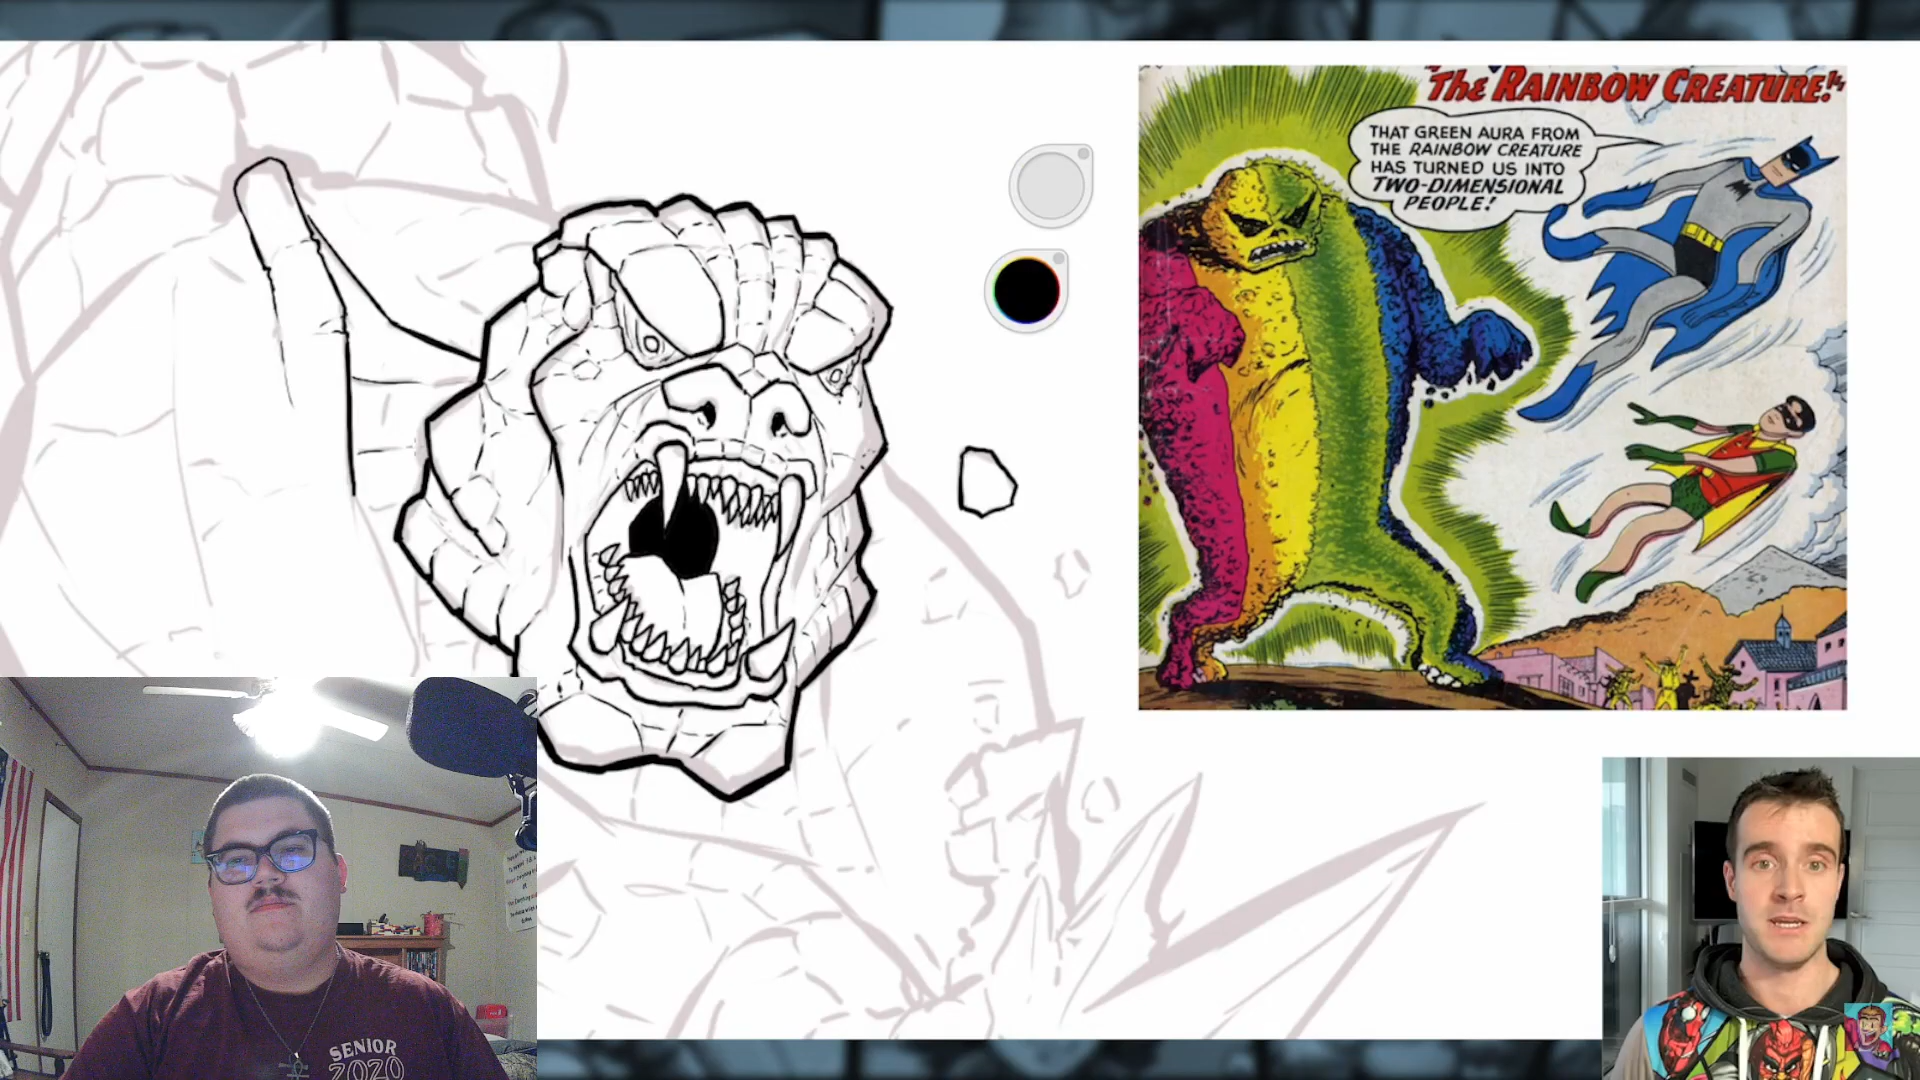 "The RAINBOW CREATURE!"
THAT GREEN AURA FROM
THE RAINBOW CREATURE
HAS TURNED US INTO
TWO-DIMENSIONAL
PEOPLE!
SENIOR
2020